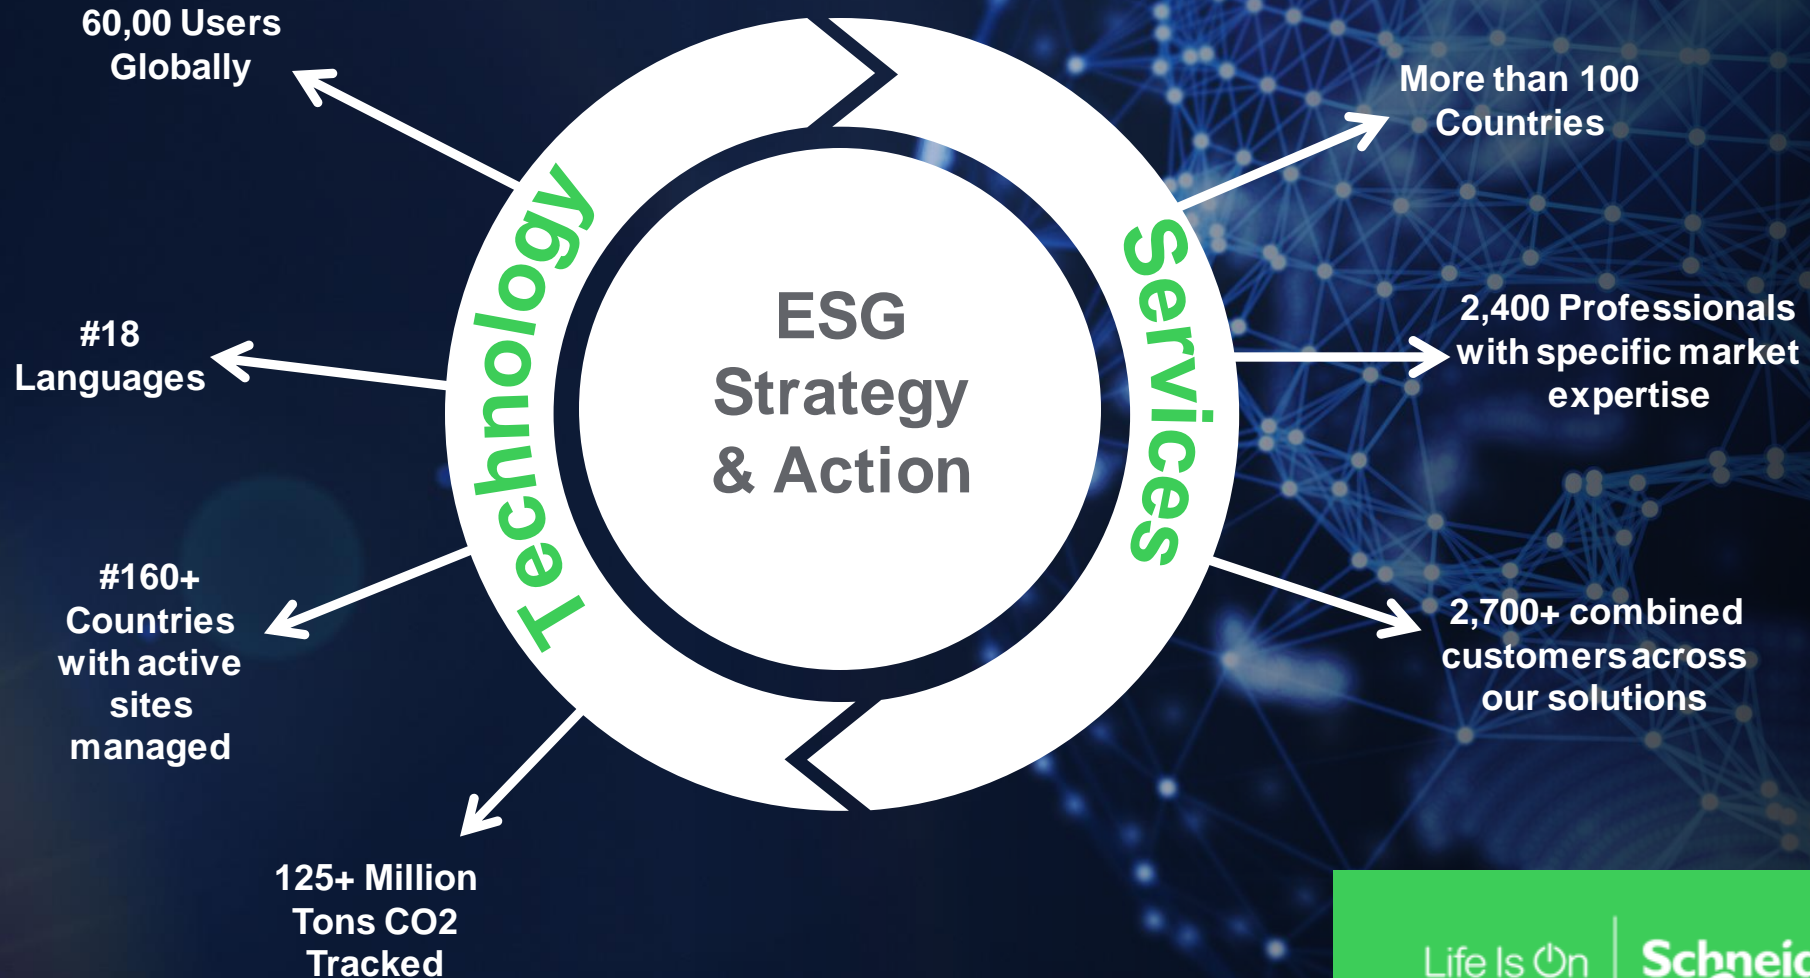 60,00 Users
Globally
#18
Languages
#160+
Countries
with active
sites
managed
125+ Million
Tons CO2
Tracked
Technology
ESG
Strategy
& Action
Services
More than 100
Countries
2,400 Professionals
with specific market
expertise
2,700+ combined
customers across
our solutions
Life Is On